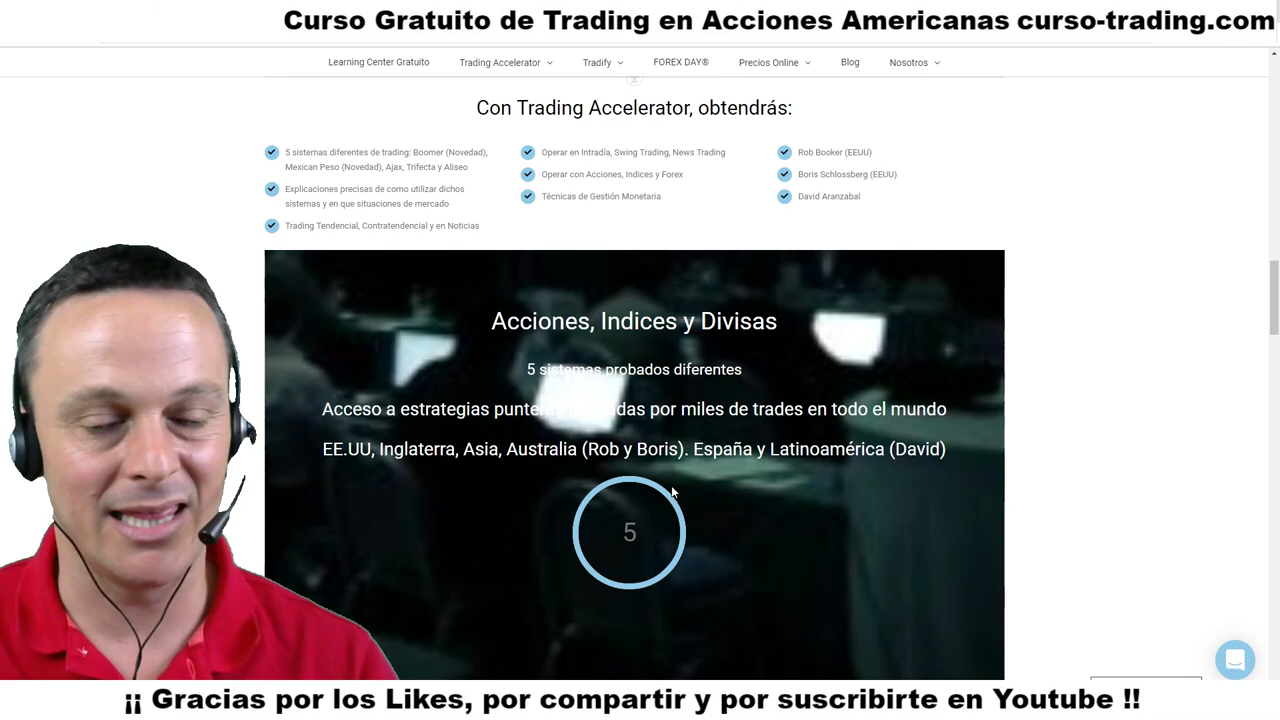 Curso Gratuito de Trading en Acciones Americanas curso-trading.com
Learning Center Gratuito Trading Accelerator Tradify FOREX DAY® Precios Online Blog Nosotros
Con Trading Accelerator, obtendrás:
5 sistemas diferentes de trading: Boomer (Novedad),
Mexican Peso (Novedad), Ajax, Trifecta y Aliseo
Explicaciones precisas de como utilizar dichos
sistemas y en que situaciones de mercado
Trading Tendencial, Contratendencial y en Noticias
Operar en Intradía, Swing Trading, News Trading
Operar con Acciones, Indices y Forex
Técnicas de Gestión Monetaria
Rob Booker (EEUU)
Boris Schlossberg (EEUU)
David Aranzabal
Acciones, Indices y Divisas
5 sistemas probados diferentes
Acceso a estrategias por miles de trades en todo el mundo
EE.UU, Inglaterra, Asia, Australia (Rob y Boris). España y Latinoamérica (David)
5
¡¡ Gracias por los Likes, por compartir y por suscribirte en Youtube !!